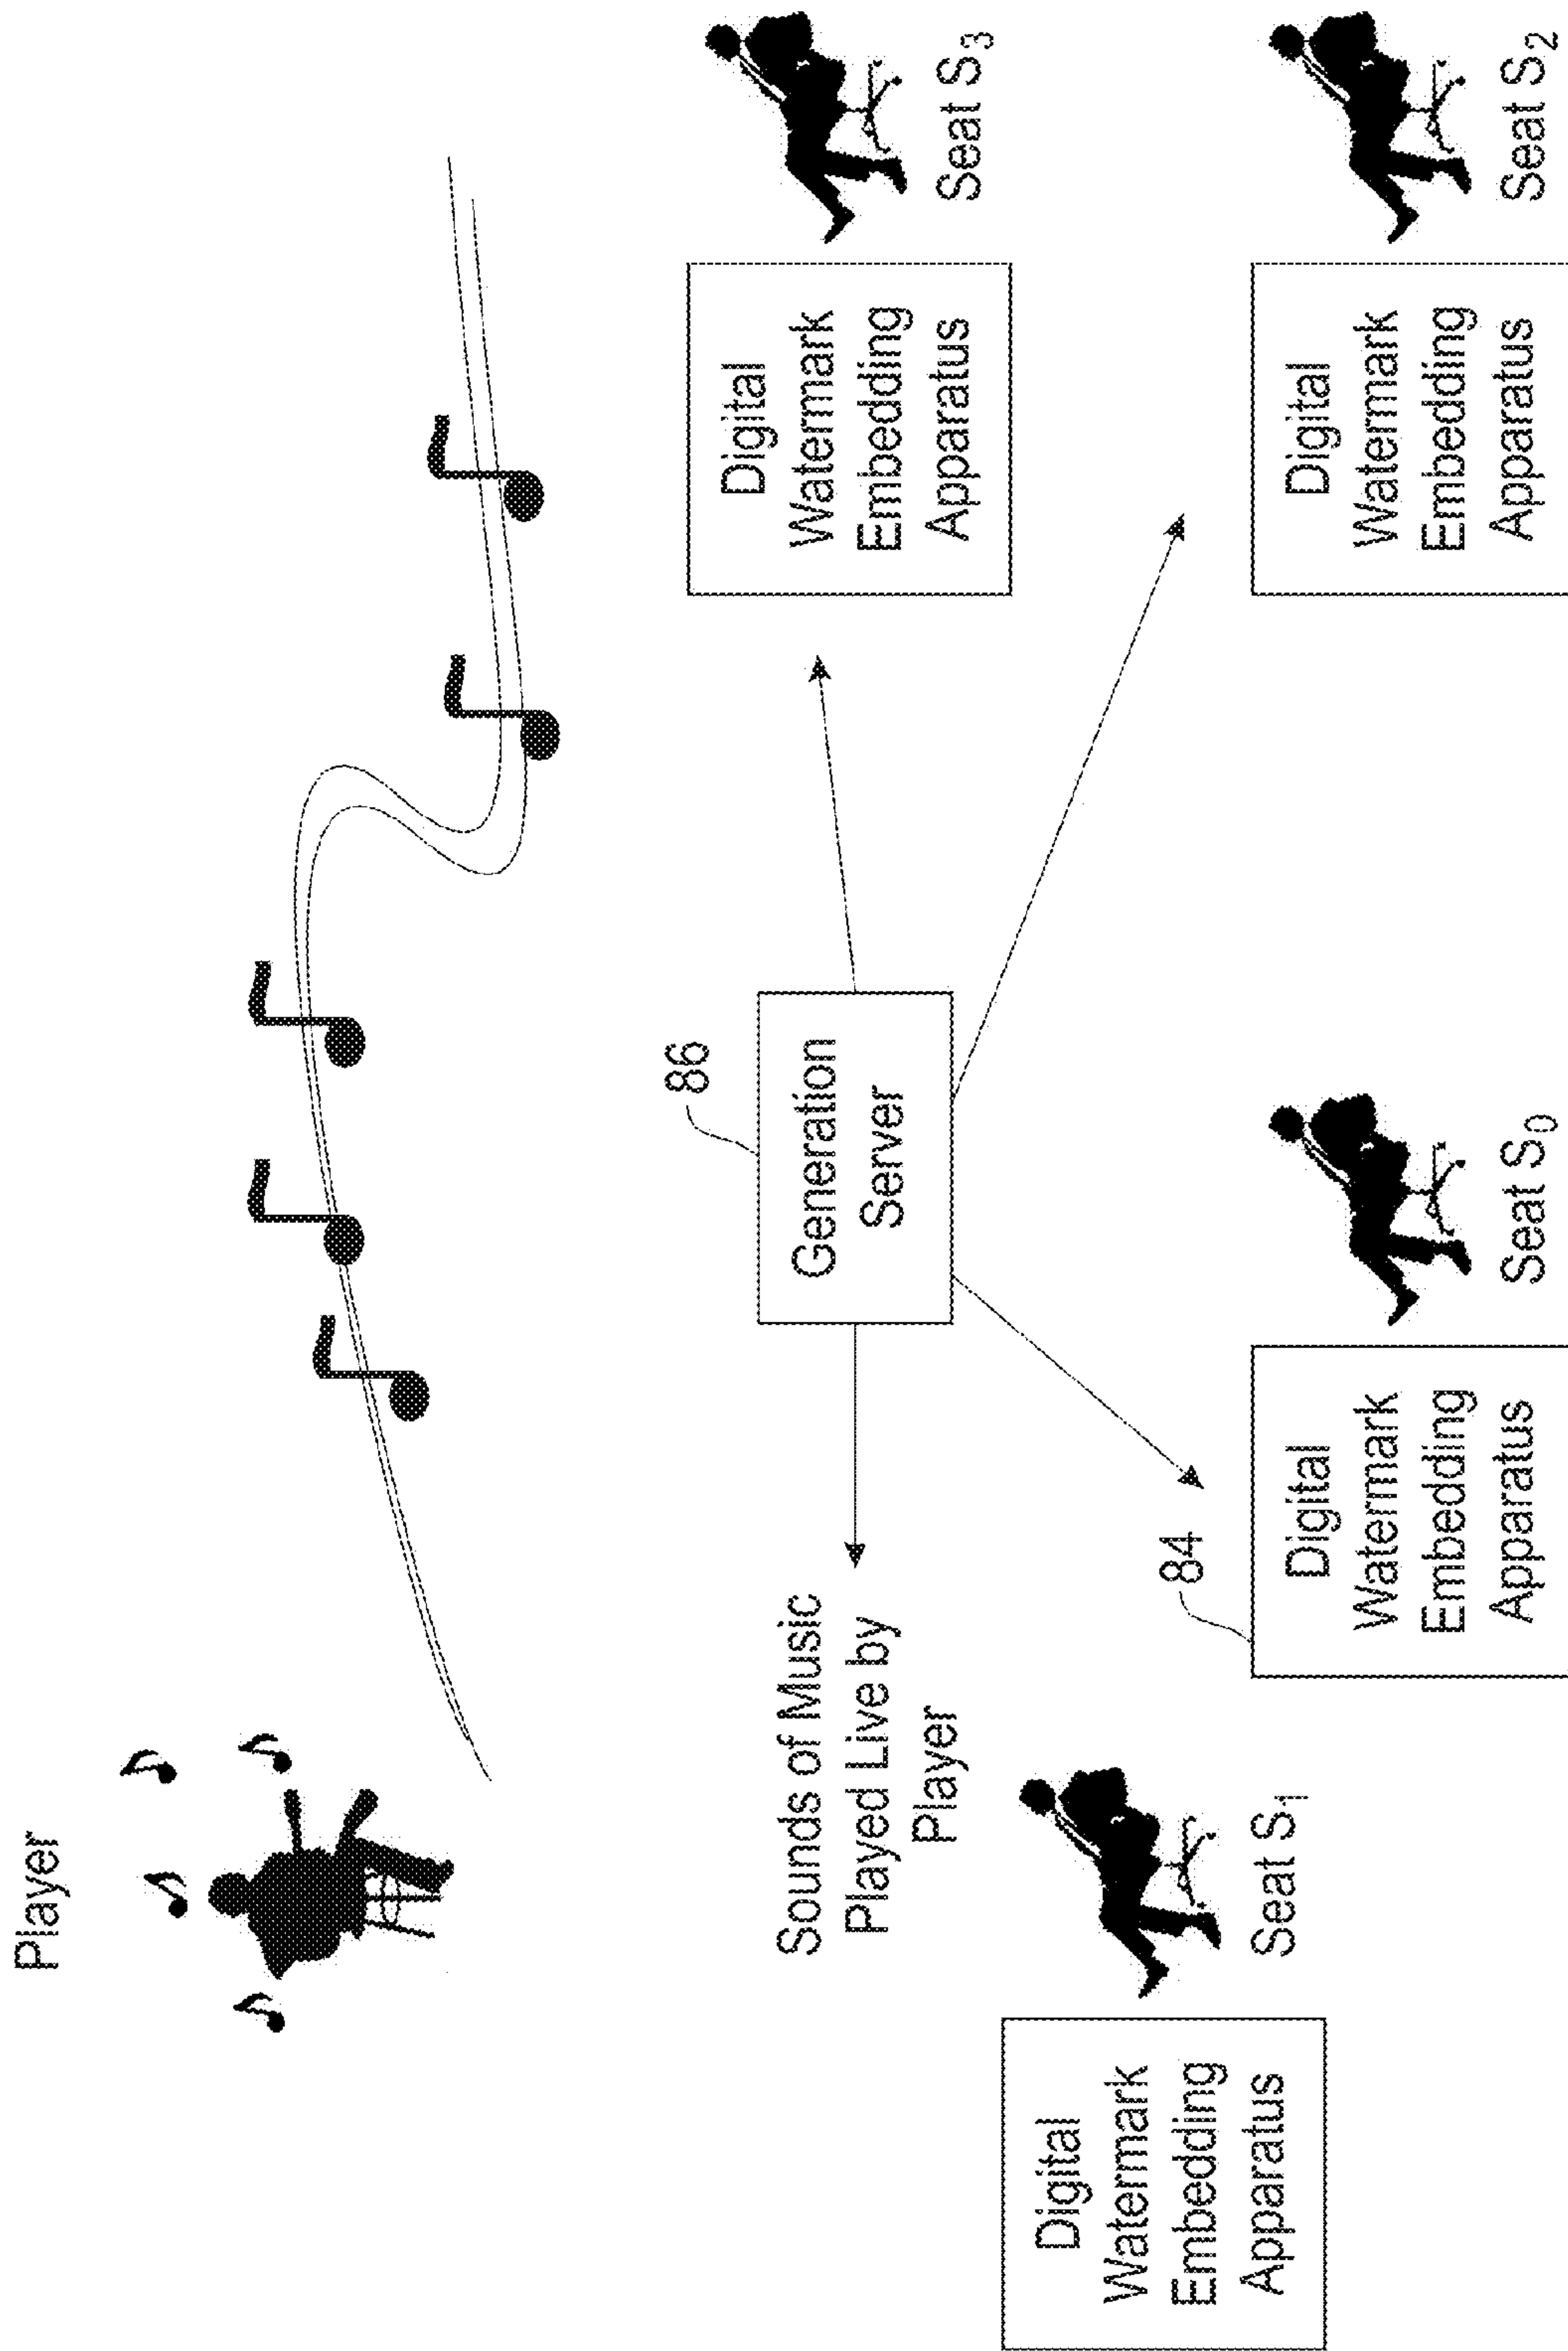 Player
Sounds of Music
Played Live by
Player
86
Generation
Server
Digital
Watermark
Embedding
Apparatus
Seat S3
Digital
Watermark
Embedding
Apparatus
Seat S1
84
Digital
Watermark
Embedding
Apparatus
Seat S0
Digital
Watermark
Embedding
Apparatus
Seat S2